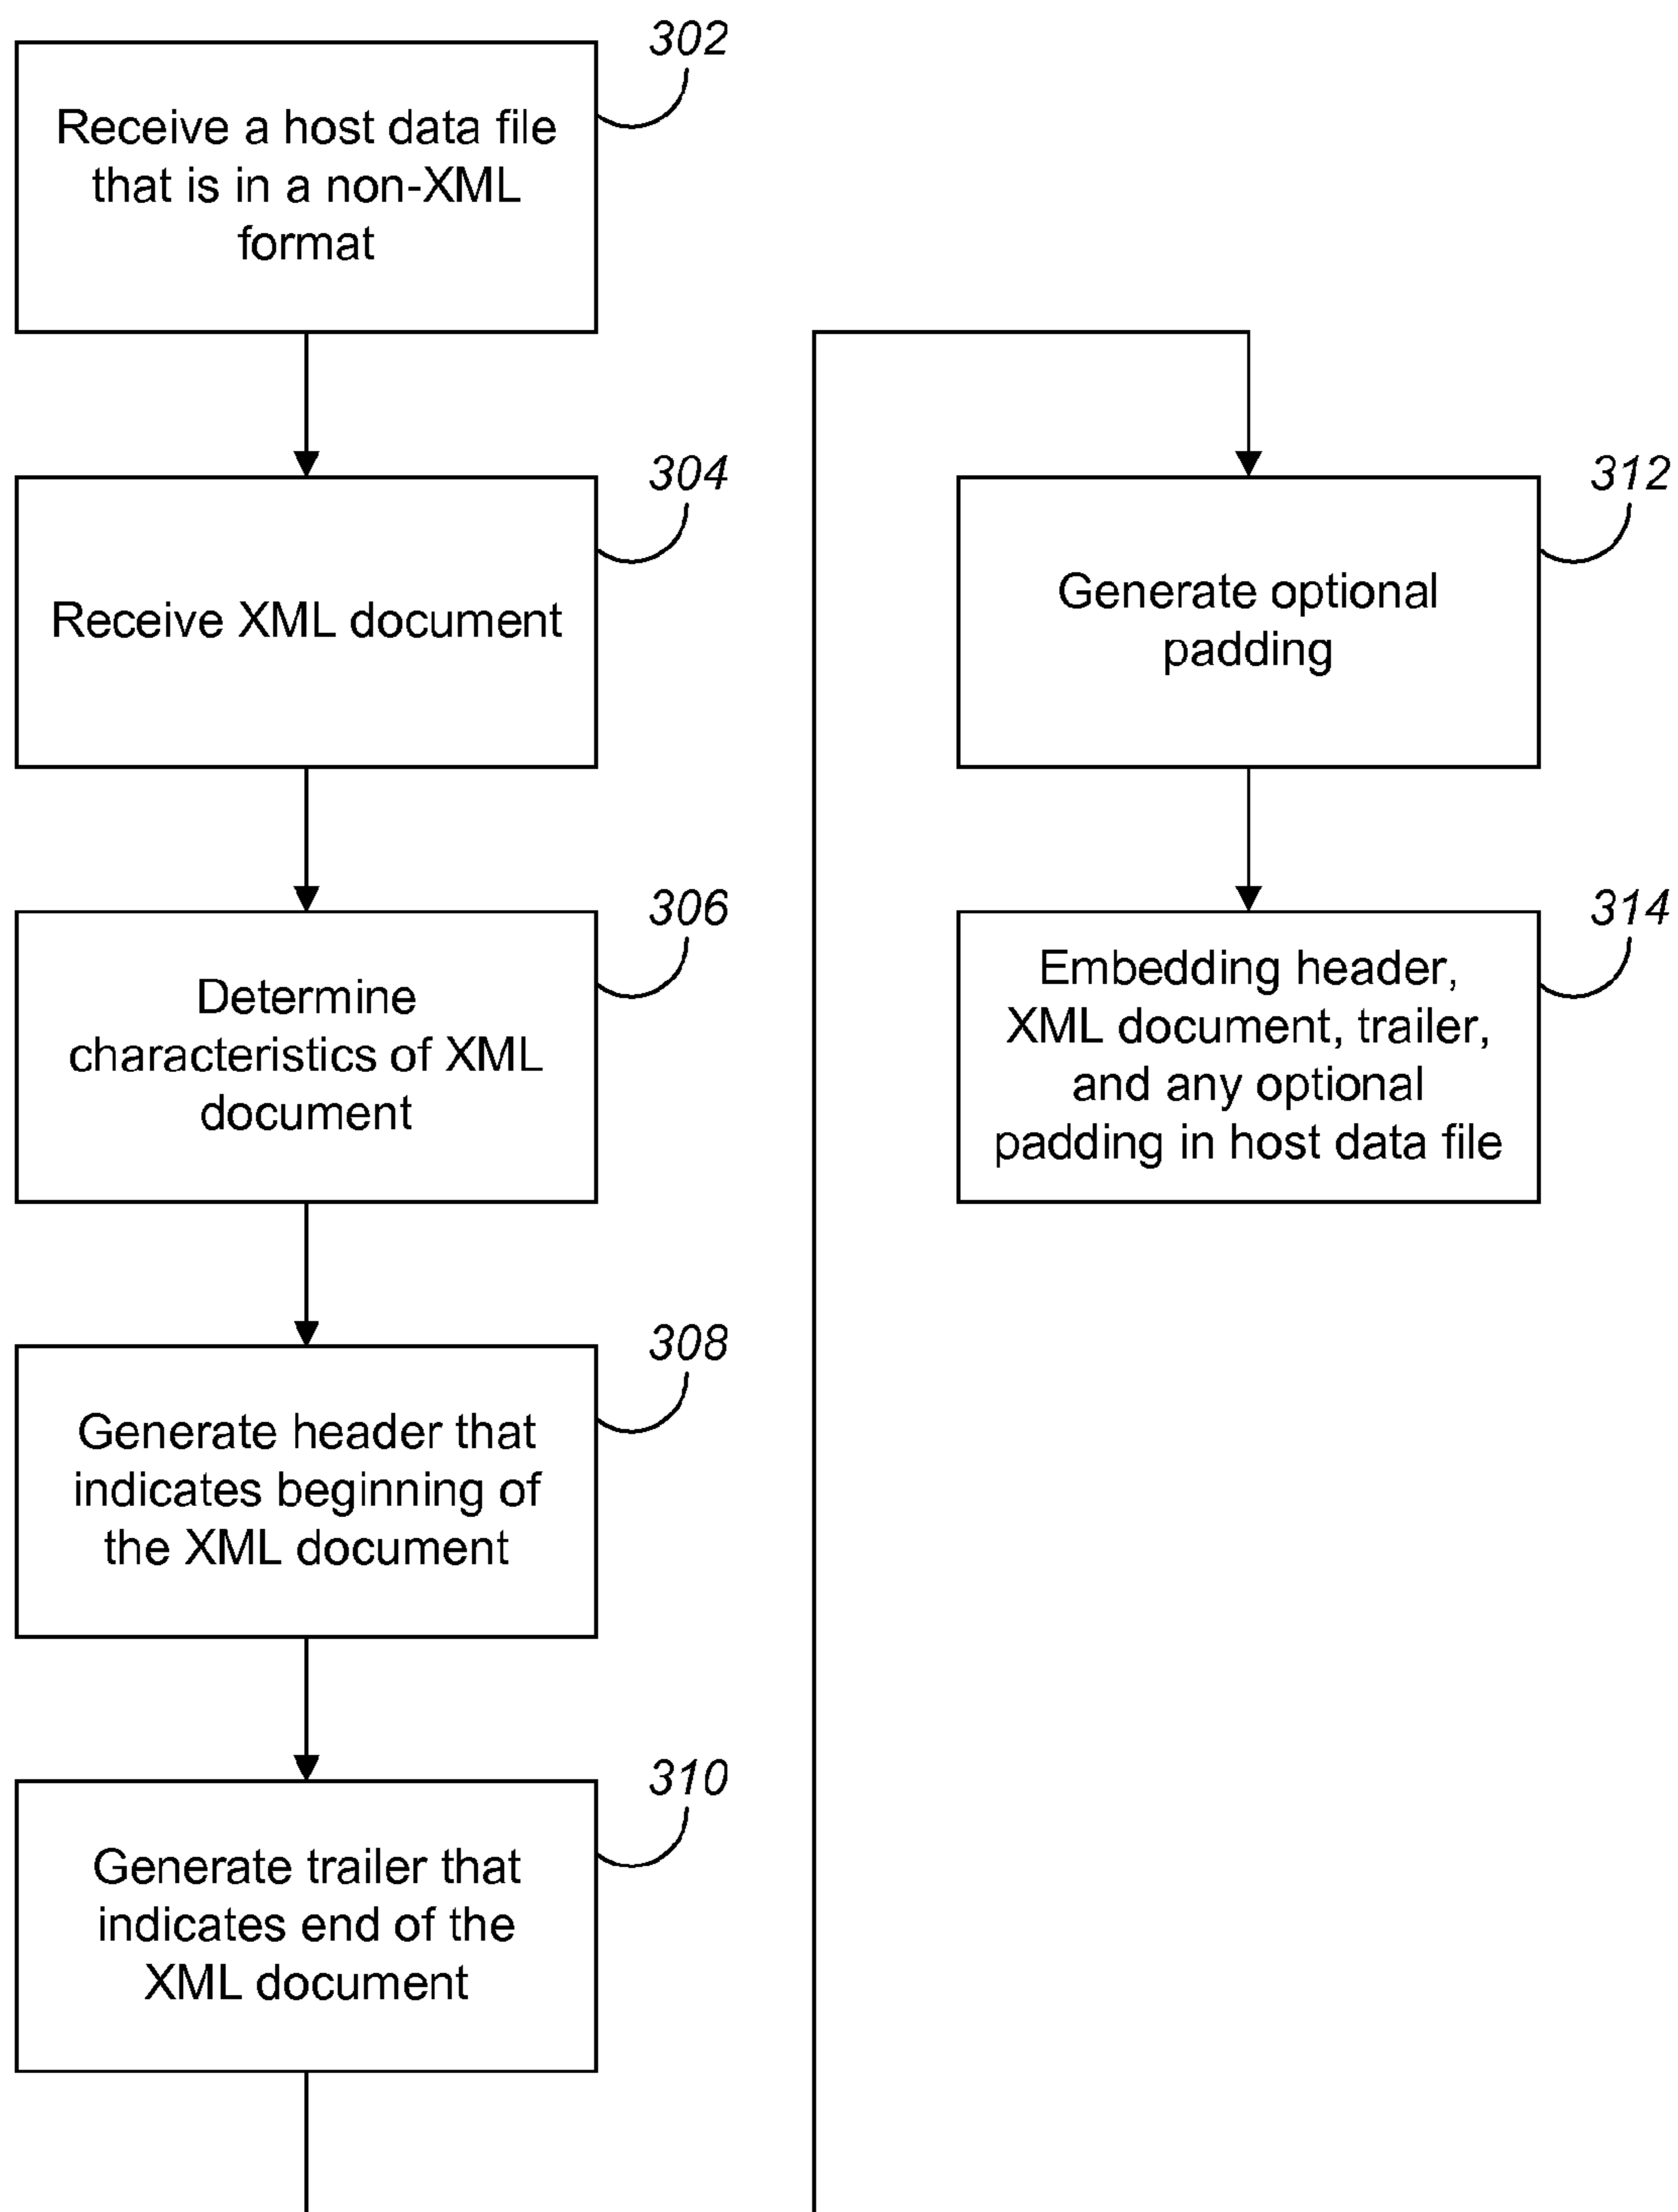 302
Receive a host data file
that is in a non-XML
format
304
Receive XML document
306
Determine
characteristics of XML
document
308
Generate header that
indicates beginning of
the XML document
310
Generate trailer that
indicates end of the
XML document
312
Generate optional
padding
314
Embedding header,
XML document, trailer,
and any optional
padding in host data file